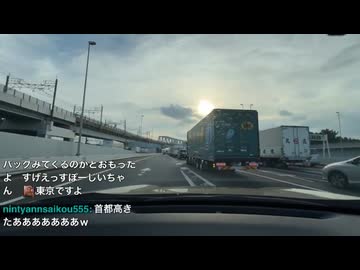 バックみてくるのかとおもった
よ　すげえっすぼーじいちゃ
ん　東京ですよ
nintyannsaikou555: 首都高き
たあああああああｗ